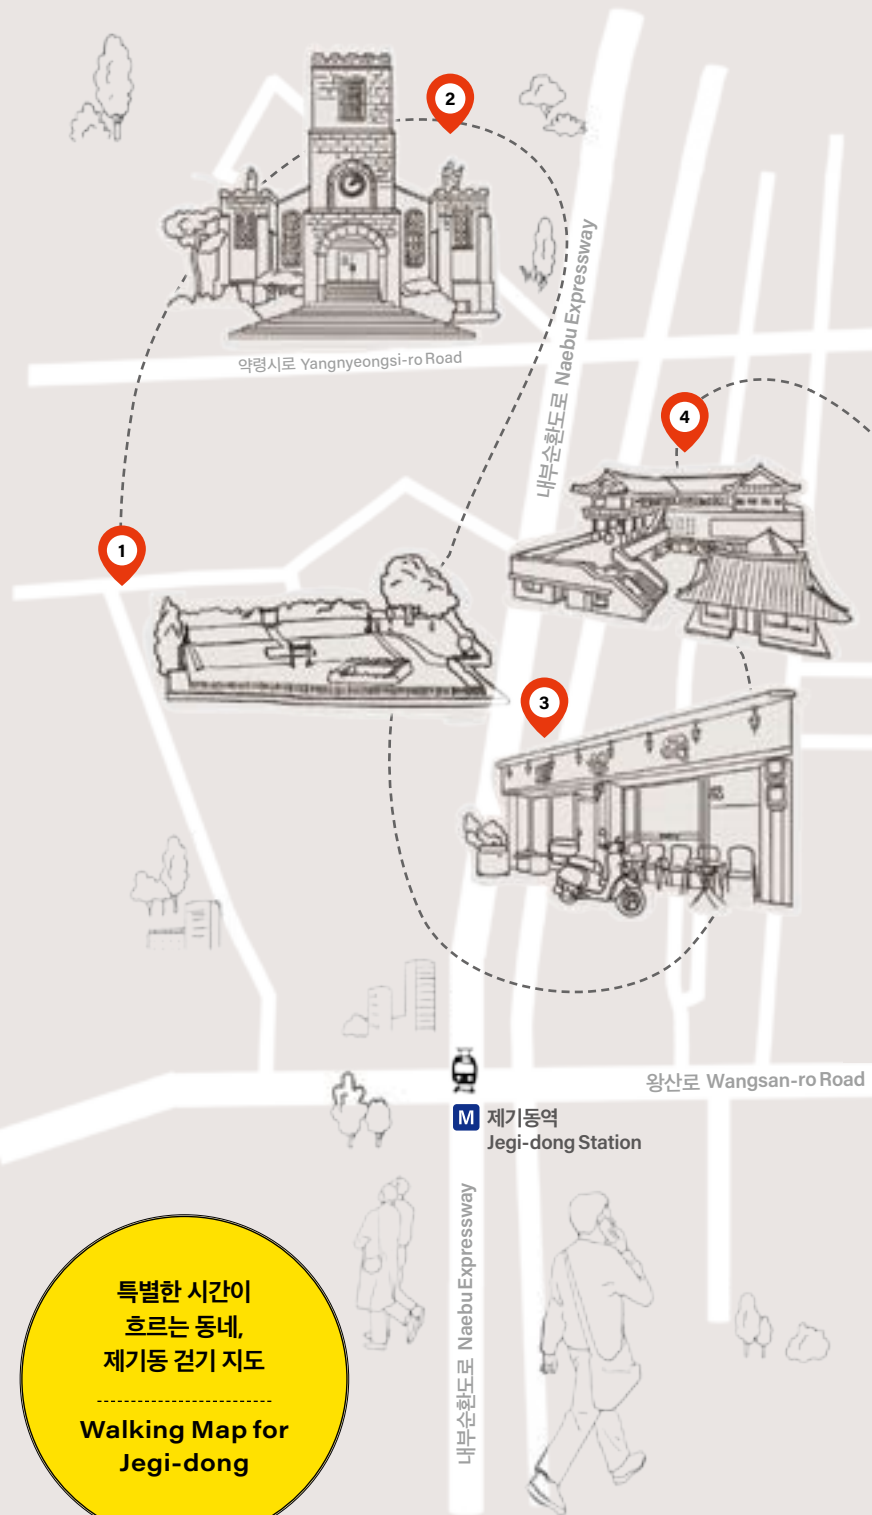 2
내부순환도로 Naebu Expressway
약령시로 Yangnyeongsi-ro Road
4
1
3
왕산로 Wangsan-ro Road
M 제기동역
Jegi-dong Station
내부순환도로 Naebu Expressway
특별한 시간이
흐르는 동네,
제기동 걷기 지도
Walking Map for
Jegi-dong